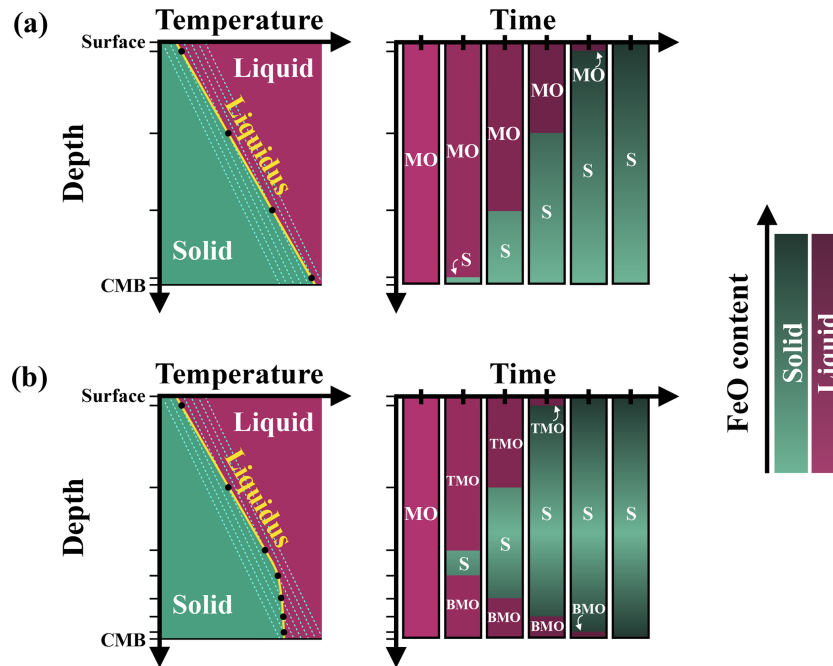 (a)
Temperature
Time
Surface
Depth
CMB
Liquid
Liquidus
Solid
MO
MO
S
MO
S
MO
S
MO
S
S
FeO content
Solid
Liquid
(b)
Temperature
Time
Surface
Depth
CMB
Liquid
Liquidus
Solid
MO
TMO
S
BMO
TMO
S
BMO
TMO
S
BMO
S
BMO
S